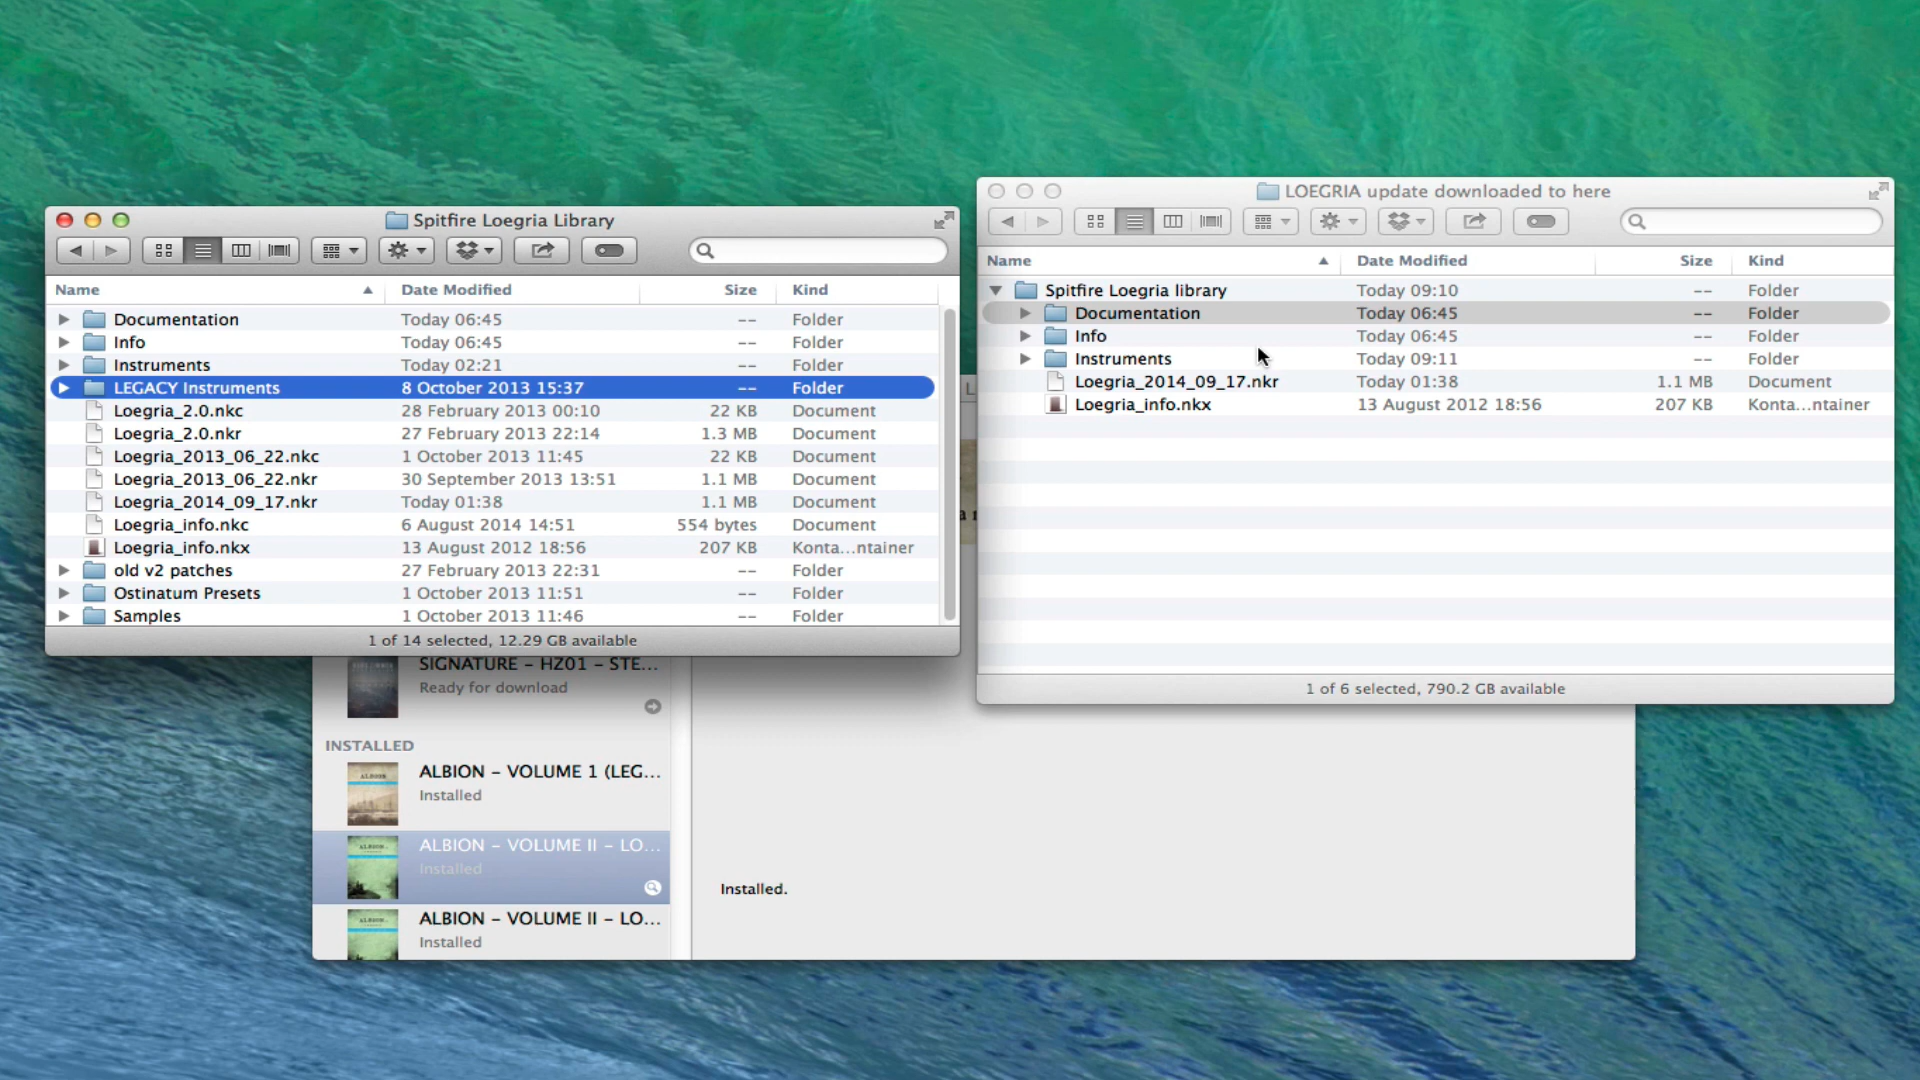 Spitfire Loegria Library
Name Date Modified Size Kind
Documentation Today 06:45 -- Folder
Info Today 06:45 -- Folder
Instruments Today 02:21 -- Folder
LEGACY Instruments 8 October 2013 15:37 -- Folder
Loegria_2.0.nkc 28 February 2013 00:10 22 KB Document
Loegria_2.0.nkr 27 February 2013 22:14 1.3 MB Document
Loegria_2013_06_22.nkc 1 October 2013 11:45 22 KB Document
Loegria_2013_06_22.nkr 30 September 2013 13:51 1.1 MB Document
Loegria_2014_09_17.nkr Today 01:38 1.1 MB Document
Loegria_info.nkc 6 August 2014 14:51 554 bytes Document
Loegria_info.nkx 13 August 2012 18:56 207 KB Konta...ntainer
old v2 patches 27 February 2013 22:31 -- Folder
Ostinatum Presets 1 October 2013 11:51 -- Folder
Samples 1 October 2013 11:46 -- Folder
1 of 14 selected, 12.29 GB available
LOEGRIA update downloaded to here
Name Date Modified Size Kind
Spitfire Loegria library Today 09:10 -- Folder
Documentation Today 06:45 -- Folder
Info Today 06:45 -- Folder
Instruments Today 09:11 -- Folder
Loegria_2014_09_17.nkr Today 01:38 1.1 MB Document
Loegria_info.nkx 13 August 2012 18:56 207 KB Konta...ntainer
1 of 6 selected, 790.2 GB available
SIGNATURE – HZ01 – STE...
Ready for download
INSTALLED
ALBION – VOLUME 1 (LEG...
Installed
ALBION – VOLUME II – LO...
Installed
ALBION – VOLUME II – LO...
Installed
Installed.